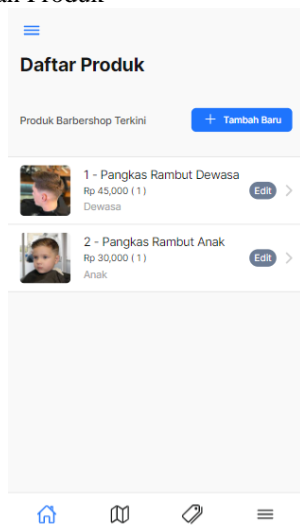 Daftar Produk
Produk Barbershop Terkini
+ Tambah Baru
1 - Pangkas Rambut Dewasa
Rp 45,000 ( 1 )
Edit
Dewasa
2 - Pangkas Rambut Anak
Rp 30,000 ( 1 )
Edit
Anak